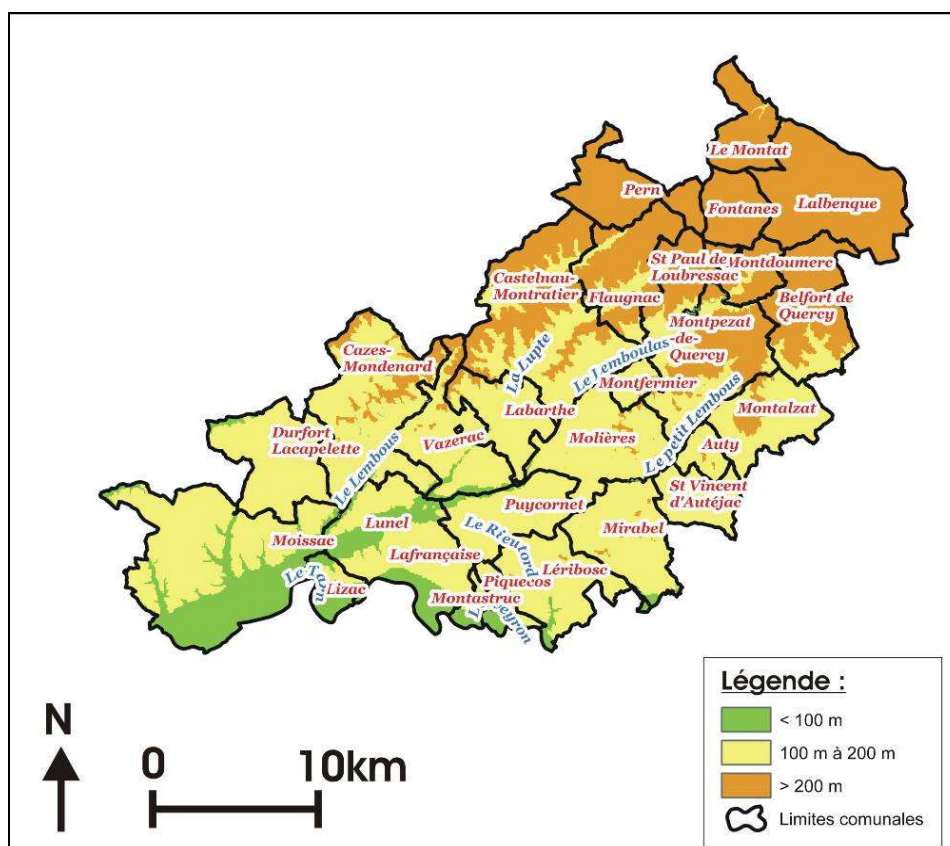 Le Montat
Pern
Fontanes
Lalbenque
St Paul de
Loubressac
Montdoumerc
Castelnau-
Montratier
Flaugnac
Belfort de
Quercy
Montpezat
-de-
Quercy
Cazes-
Mondenard
La Lupte
Le Lemboulas
Montfermier
Labarthe
Le petit Lembous
Montalzat
Durfort
Lacapelette
Le Lembous
Vazerac
Molières
Auty
St Vincent
d'Autéjac
Puycornet
Lunel
Mirabel
Moissac
Le Rieutord
Lafrançaise
Léribosc
Le Tarn
Lizac
Piquecos
Montastruc
Légende :
< 100 m
100 m à 200 m
> 200 m
Limites comunales
N
0
10km